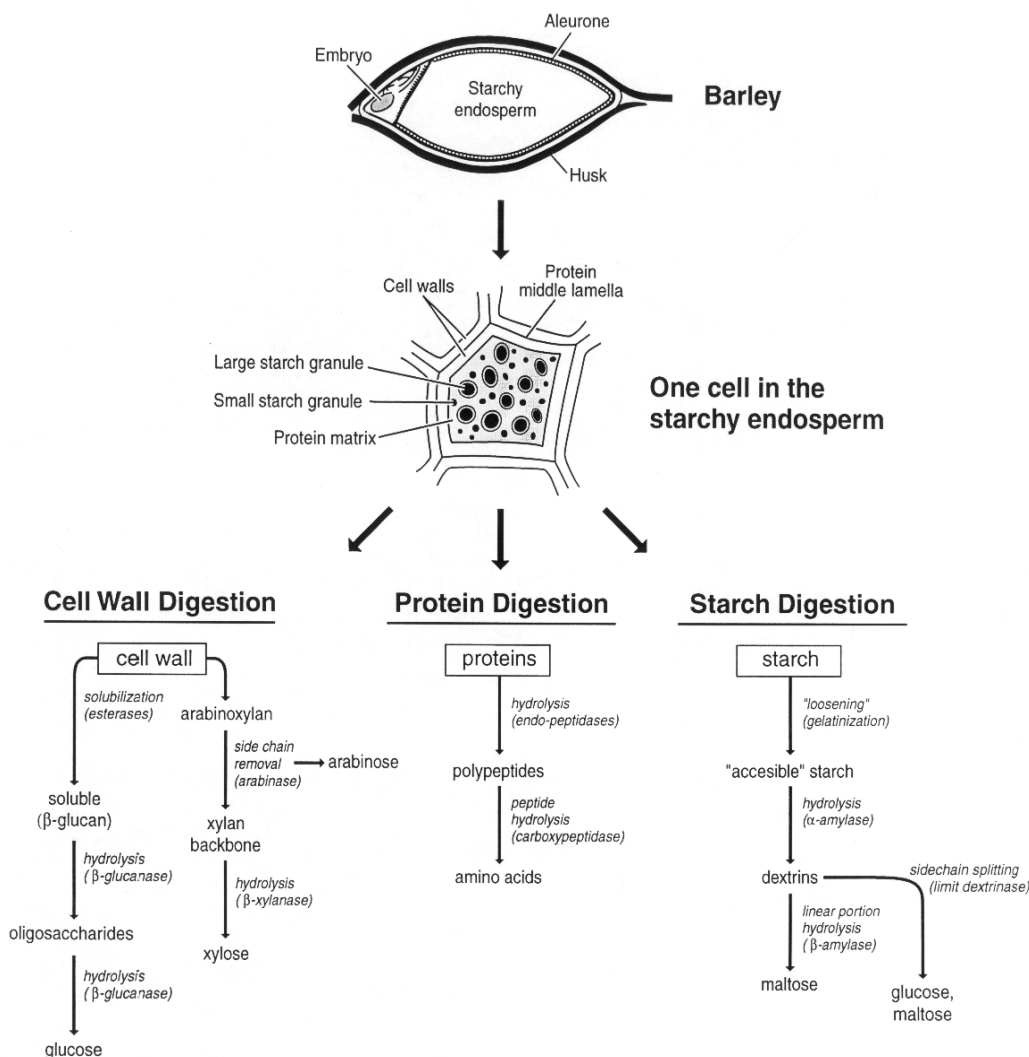 Aleurone
Embryo
Starchy
endosperm
Barley
Husk
Protein
middle lamella
Cell walls
Large starch granule
Small starch granule
Protein matrix
One cell in the
starchy endosperm
Cell Wall Digestion
cell wall
solubilization
(esterases)
arabinoxylan
side chain
removal
(arabinase)
arabinose
soluble
(β-glucan)
xylan
backbone
hydrolysis
(β-glucanase)
hydrolysis
(β-xylanase)
oligosaccharides
xylose
hydrolysis
(β-glucanase)
glucose
Protein Digestion
proteins
hydrolysis
(endo-peptidases)
polypeptides
peptide
hydrolysis
(carboxypeptidase)
amino acids
Starch Digestion
starch
"loosening"
(gelatinization)
"accesible" starch
hydrolysis
(α-amylase)
dextrins
sidechain splitting
(limit dextrinase)
linear portion
hydrolysis
(β-amylase)
maltose
glucose,
maltose